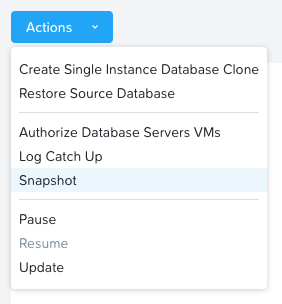 Actions
Create Single Instance Database Clone
Restore Source Database
Authorize Database Servers VMs
Log Catch Up
Snapshot
Pause
Resume
Update